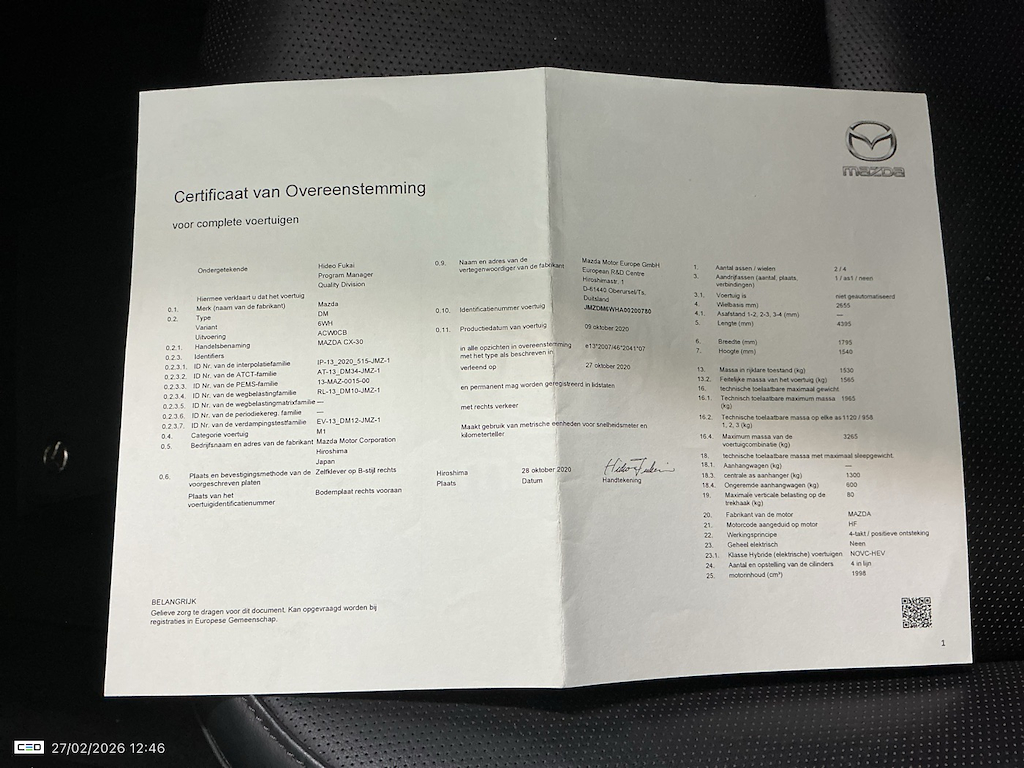 mazda
Certificaat van Overeenstemming
voor complete voertuigen
Ondergetekende Hideo Fukai
Program Manager
Quality Division
Hiermee verklaart u dat het voertuig
0.1. Merk (naam van de fabrikant) Mazda
0.2. Type DM
Variant 6WH
Uitvoering ACW0CB
0.2.1. Handelsbenaming MAZDA CX-30
0.2.3. Identifiers
0.2.3.1. ID Nr. van de interpolatiefamilie IP-13_2020_515-JMZ-1
0.2.3.2. ID Nr. van de ATCT-familie AT-13_DM34-JMZ-1
0.2.3.3. ID Nr. van de PEMS-familie 13-MAZ-0015-00
0.2.3.4. ID Nr. van de wegbelastingfamilie RL-13_DM10-JMZ-1
0.2.3.5. ID Nr. van de wegbelastingmatrixfamilie —
0.2.3.6. ID Nr. van de periodiekereg. familie —
0.2.3.7. ID Nr. van de verdampingstestfamilie EV-13_DM12-JMZ-1
0.4. Categorie voertuig M1
0.5. Bedrijfsnaam en adres van de fabrikant Mazda Motor Corporation
Hiroshima
Japan
0.6. Plaats en bevestigingsmethode van de voorgeschreven platen Zelfklever op B-stijl rechts
Plaats van het voertuigidentificatienummer Bodemplaat rechts vooraan
BELANGRIJK
Gelieve zorg te dragen voor dit document. Kan opgevraagd worden bij
registraties in Europese Gemeenschap.
0.9. Naam en adres van de vertegenwoordiger van de fabrikant Mazda Motor Europe GmbH
European R&D Centre
Hiroshimastr. 1
D-61440 Oberursel/Ts,
Duitsland
0.10. Identificatienummer voertuig JMZDM6WHA00200780
0.11. Productiedatum van voertuig 09 oktober 2020
in alle opzichten in overeenstemming met het type als beschreven in e13*2007/46*2041*07
verleend op 27 oktober 2020
en permanent mag worden geregistreerd in lidstaten
met rechts verkeer
Maakt gebruik van metrische eenheden voor snelheidsmeter en
kilometerteller
Hiroshima 28 oktober 2020
Plaats Datum Handtekening
1. Aantal assen / wielen 2 / 4
3. Aandrijfassen (aantal, plaats, verbindingen) 1 / as1 / neen
3.1. Voertuig is niet geautomatiseerd
4. Wielbasis mm) 2655
4.1. Asafstand 1-2, 2-3, 3-4 (mm) —
5. Lengte (mm) 4395
6. Breedte (mm) 1795
7. Hoogte (mm) 1540
13. Massa in rijklare toestand (kg) 1530
13.2. Feitelijke massa van het voertuig (kg) 1565
16. technische toelaatbare maximaal gewicht
16.1. Technisch toelaatbare maximum massa (kg) 1965
16.2. Technische toelaatbare massa op elke as 1, 2, 3 (kg) 1120 / 956
16.4. Maximum massa van de voertuigcombinatie (kg) 3265
18. technische toelaatbare massa met maximaal sleepgewicht.
18.1. Aanhangwagen (kg) —
18.3. centrale as aanhanger (kg) 1300
18.4. Ongeremde aanhangwagen (kg) 600
19. Maximale verticale belasting op de trekhaak (kg) 80
20. Fabrikant van de motor MAZDA
21. Motorcode aangeduid op motor HF
22. Werkingsprincipe 4-takt / positieve ontsteking
23. Geheel elektrisch Neen
23.1. Klasse Hybride (elektrische) voertuigen NOVC-HEV
24. Aantal en opstelling van de cilinders 4 in lijn
25. motorinhoud (cm³) 1998
1
CEO 27/02/2026 12:46